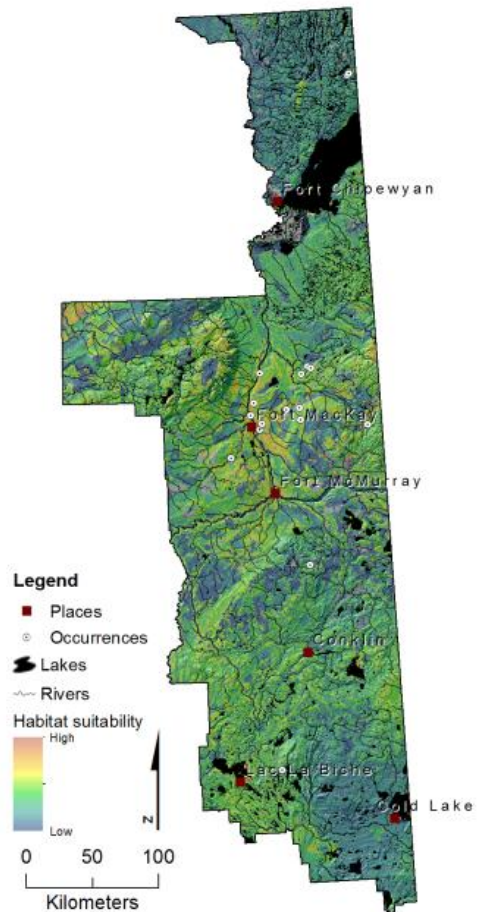 Fort Chipewyan
Fort MacKay
Fort McMurray
Conklin
Lac La Biche
Cold Lake
Legend
Places
Occurrences
Lakes
Rivers
Habitat suitability
High
Low
N
0 50 100
Kilometers